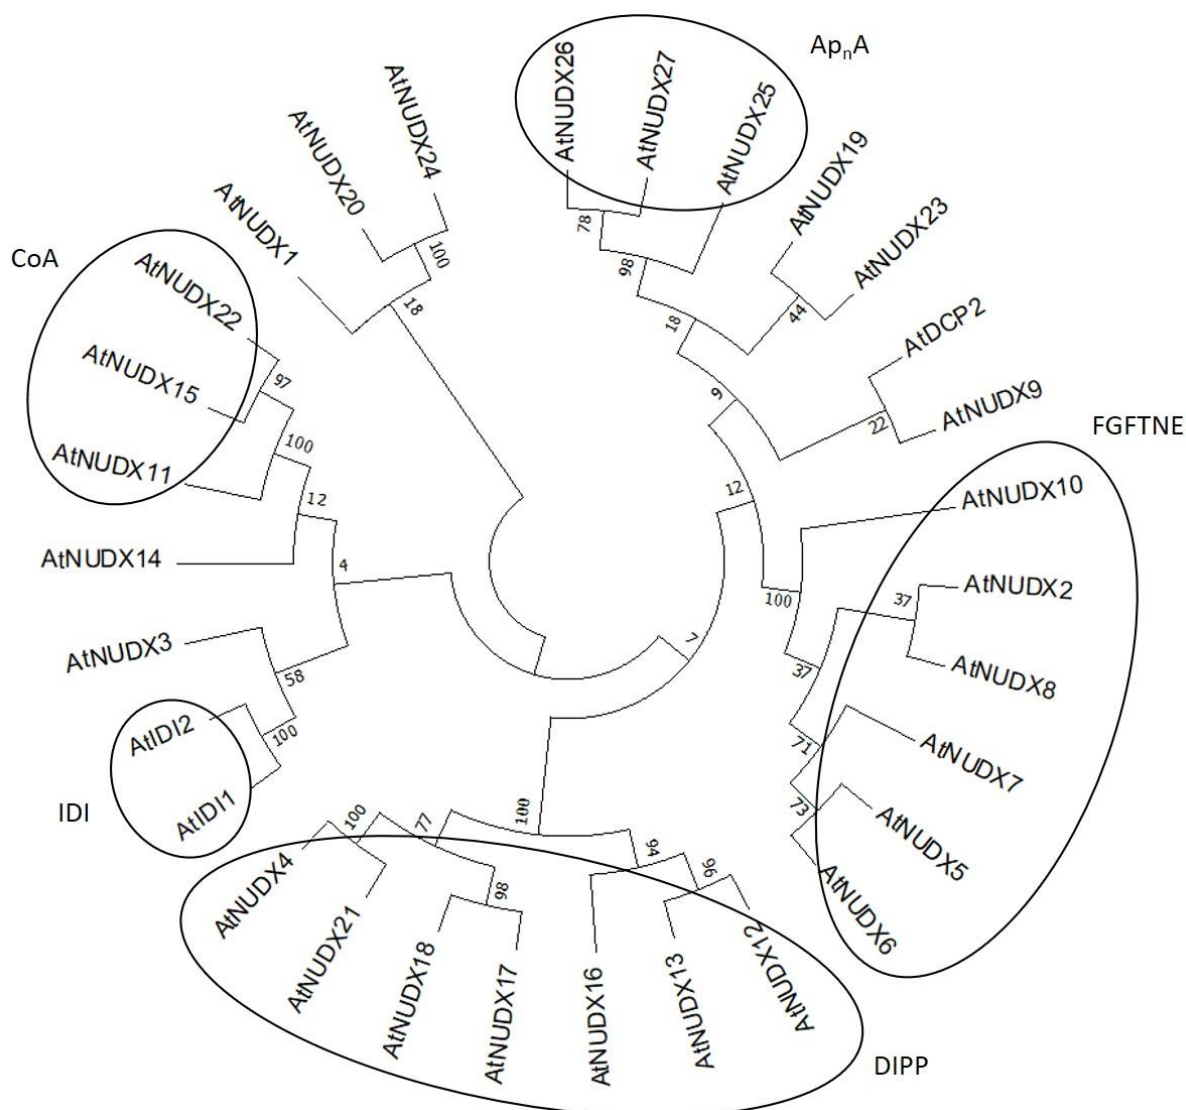 ApₙA
AtNUDX26
AtNUDX27
AtNUDX25
AtNUDX24
AtNUDX20
AtNUDX1
AtNUDX19
AtNUDX23
AtDCP2
AtNUDX9
CoA
AtNUDX22
AtNUDX15
AtNUDX11
AtNUDX14
AtNUDX3
AtIDI2
AtIDI1
IDI
FGFTNE
AtNUDX10
AtNUDX2
AtNUDX8
AtNUDX7
AtNUDX5
AtNUDX6
AtNUDX4
AtNUDX21
AtNUDX18
AtNUDX17
AtNUDX16
AtNUDX13
AtNUDX12
DIPP
78
98
18
44
9
22
12
100
37
37
71
73
7
100
94
96
77
100
98
100
18
97
100
12
4
58
100